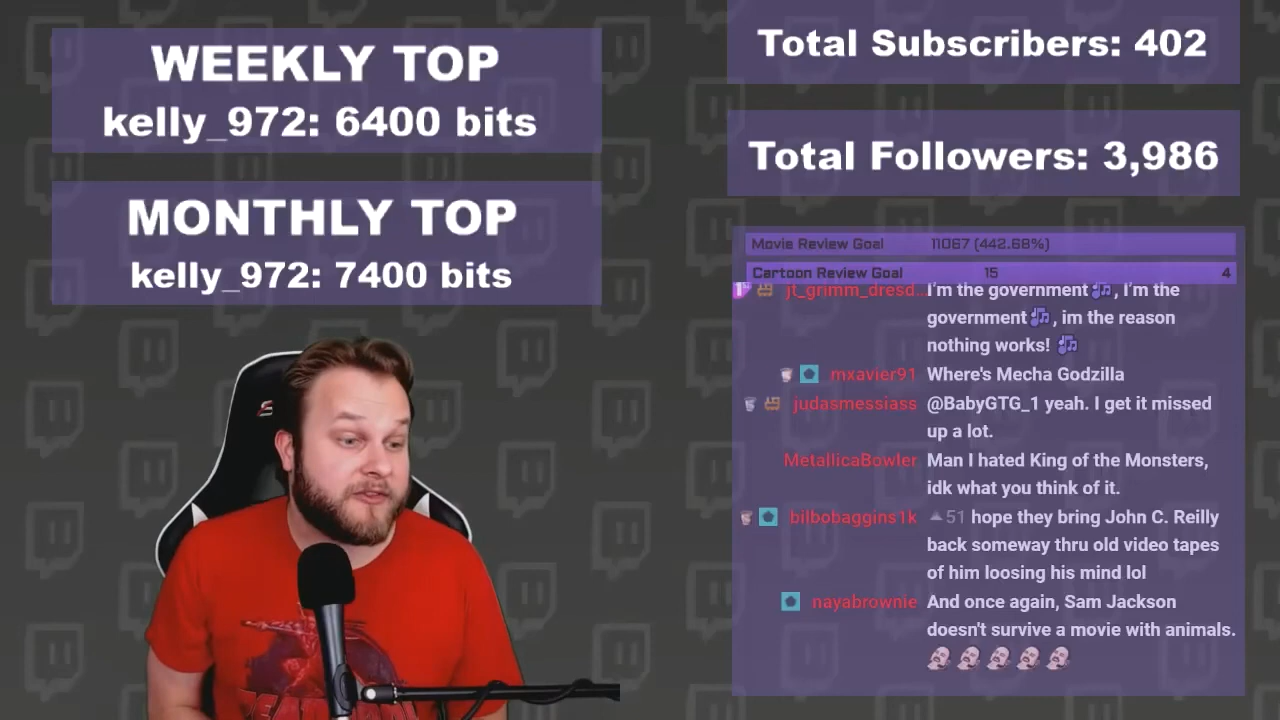 WEEKLY TOP
kelly_972: 6400 bits
MONTHLY TOP
kelly_972: 7400 bits
Total Subscribers: 402
Total Followers: 3,986
Movie Review Goal 11067 (442.68%)
Cartoon Review Goal 15 4
jt_grimm_dresd... I'm the government🎶, I'm the
government🎶, im the reason
nothing works! 🎶
mxavier91 Where's Mecha Godzilla
judasmessiass @BabyGTG_1 yeah. I get it missed
up a lot.
MetallicaBowler Man I hated King of the Monsters,
idk what you think of it.
bilbobaggins1k 51 hope they bring John C. Reilly
back someway thru old video tapes
of him loosing his mind lol
nayabrownie And once again, Sam Jackson
doesn't survive a movie with animals.